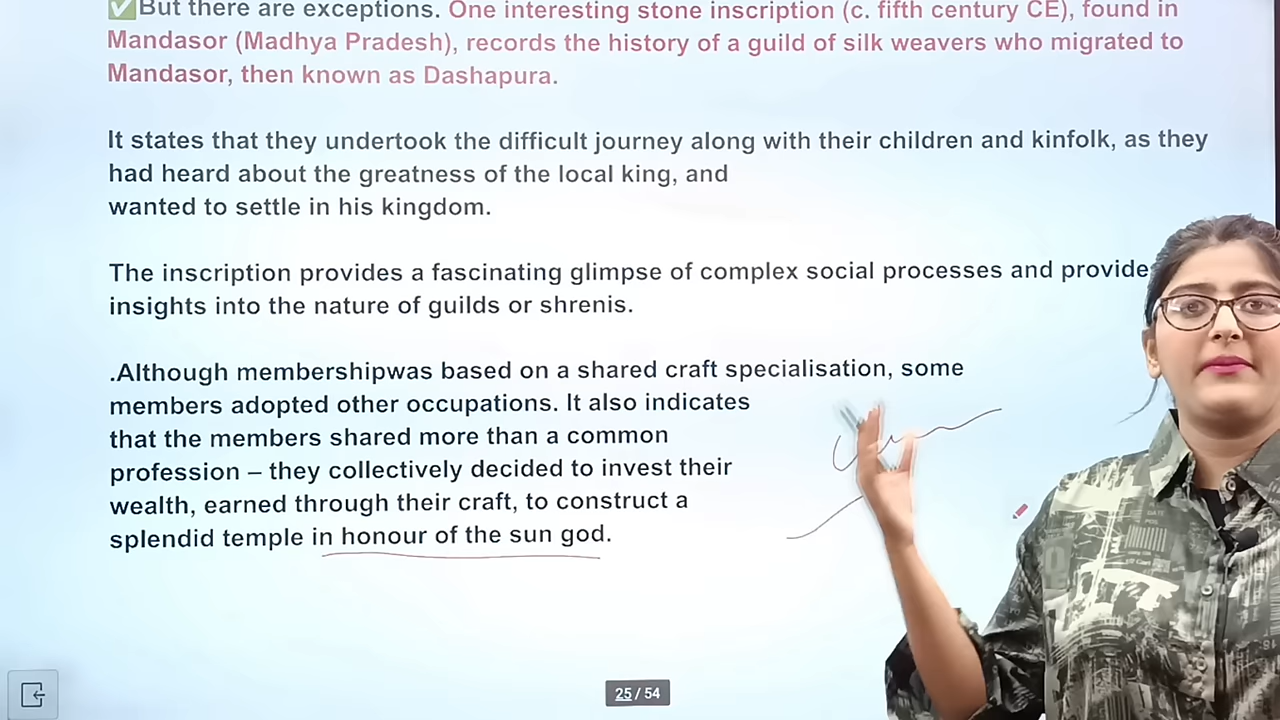 ✅But there are exceptions. One interesting stone inscription (c. fifth century CE), found in
Mandasor (Madhya Pradesh), records the history of a guild of silk weavers who migrated to
Mandasor, then known as Dashapura.
It states that they undertook the difficult journey along with their children and kinfolk, as they
had heard about the greatness of the local king, and
wanted to settle in his kingdom.
The inscription provides a fascinating glimpse of complex social processes and provide
insights into the nature of guilds or shrenis.
.Although membershipwas based on a shared craft specialisation, some
members adopted other occupations. It also indicates
that the members shared more than a common
profession – they collectively decided to invest their
wealth, earned through their craft, to construct a
splendid temple in honour of the sun god.
25 / 54